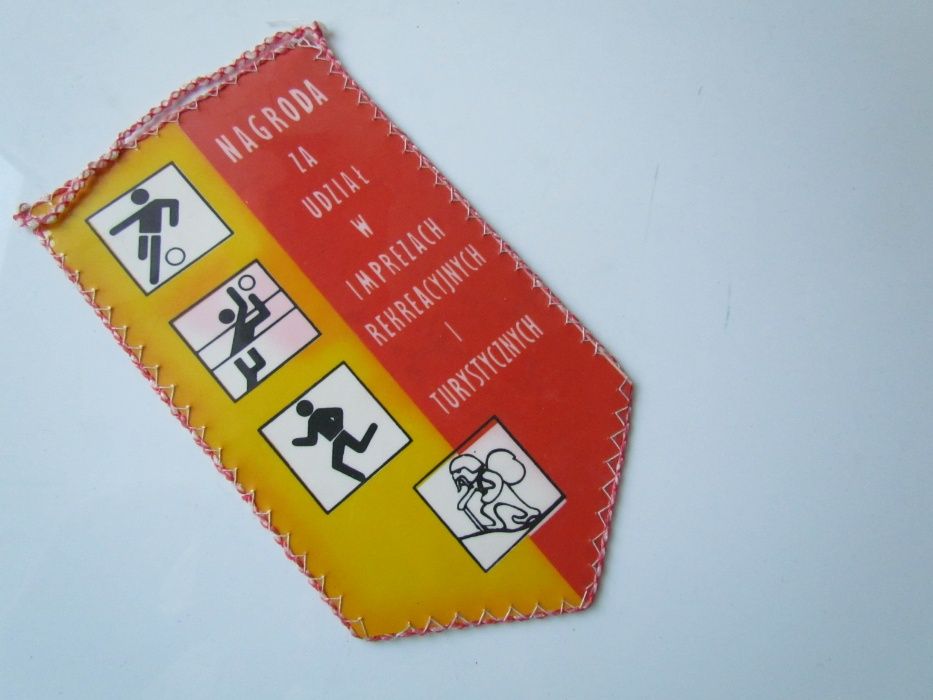 NAGRODA
ZA
UDZIAŁ
W
IMPREZACH
REKREACYJNYCH
I
TURYSTYCZNYCH